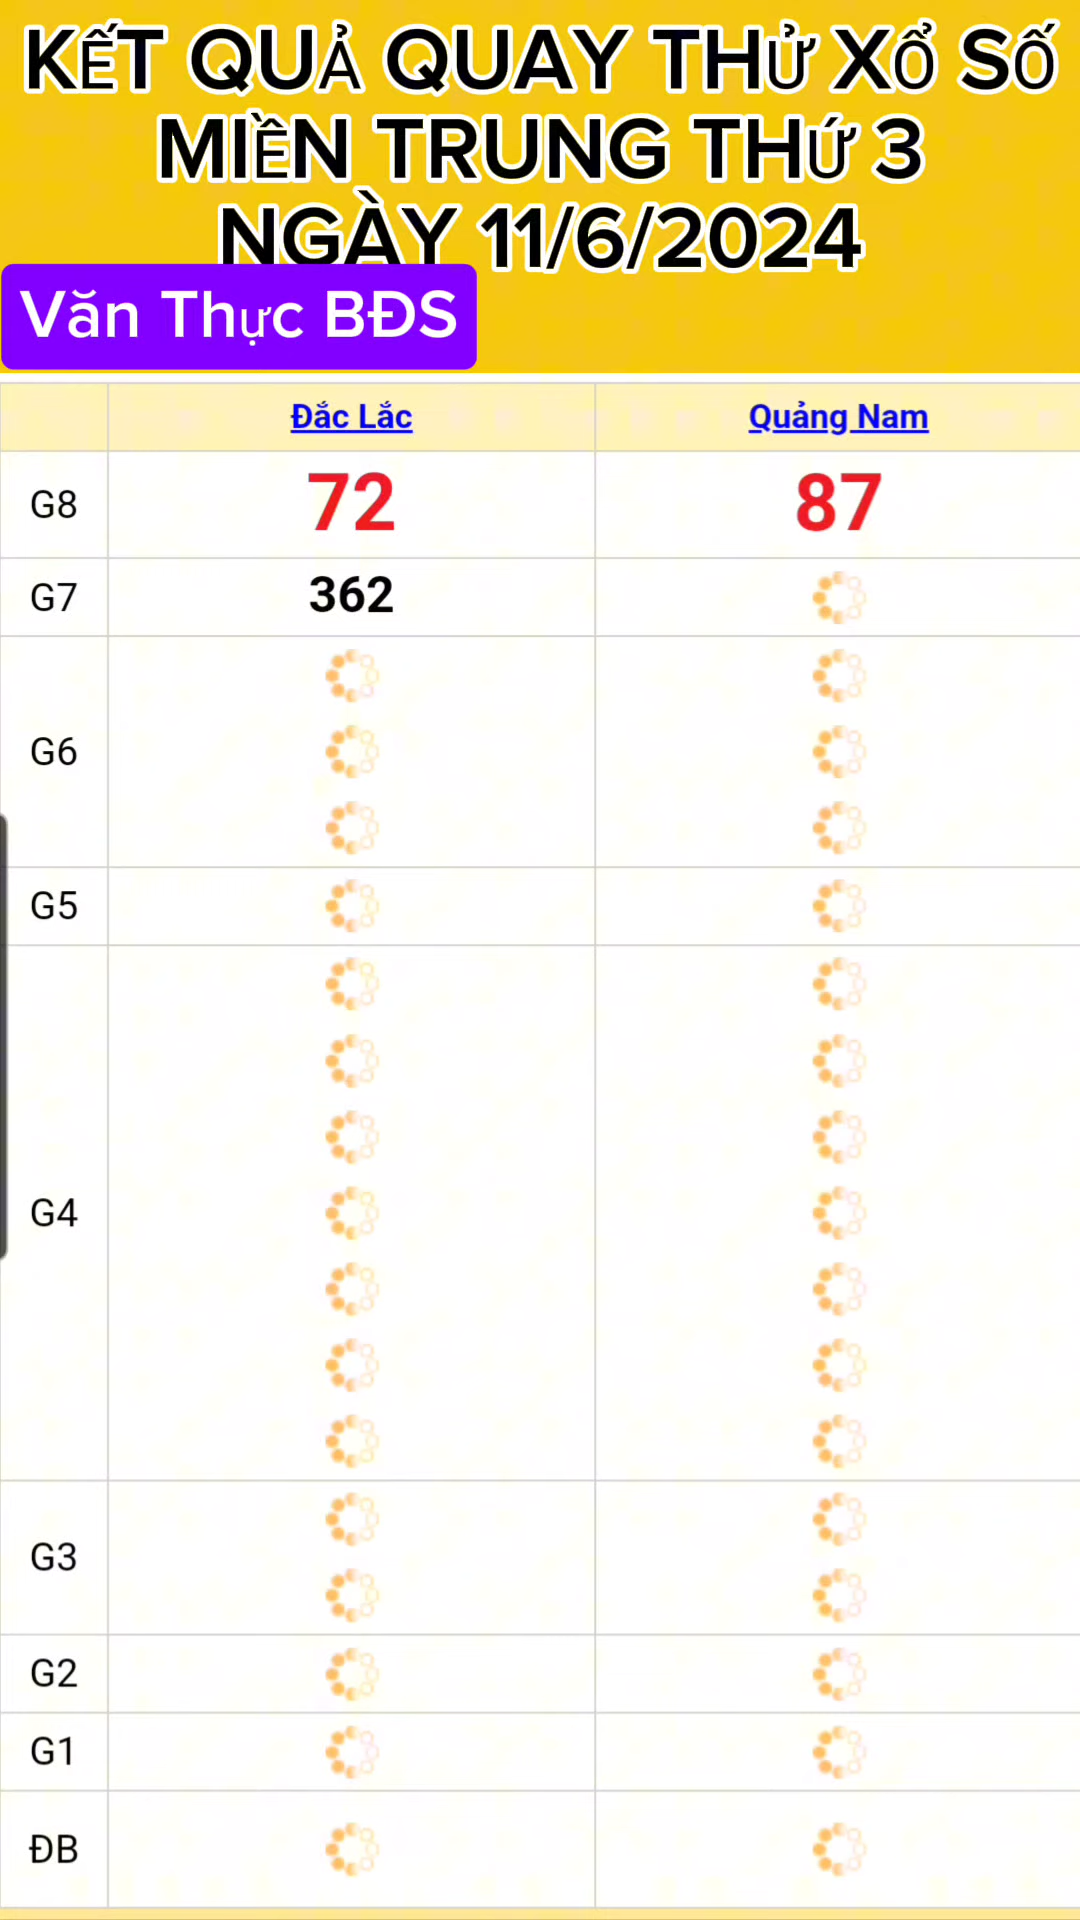 KẾT QUẢ QUAY THỬ XỔ SỐ
MIỀN TRUNG THỨ 3
NGÀY 11/6/2024
Văn Thực BĐS
Đắc Lắc Quảng Nam
G8 72 87
G7 362
G6
G5
G4
G3
G2
G1
ĐB